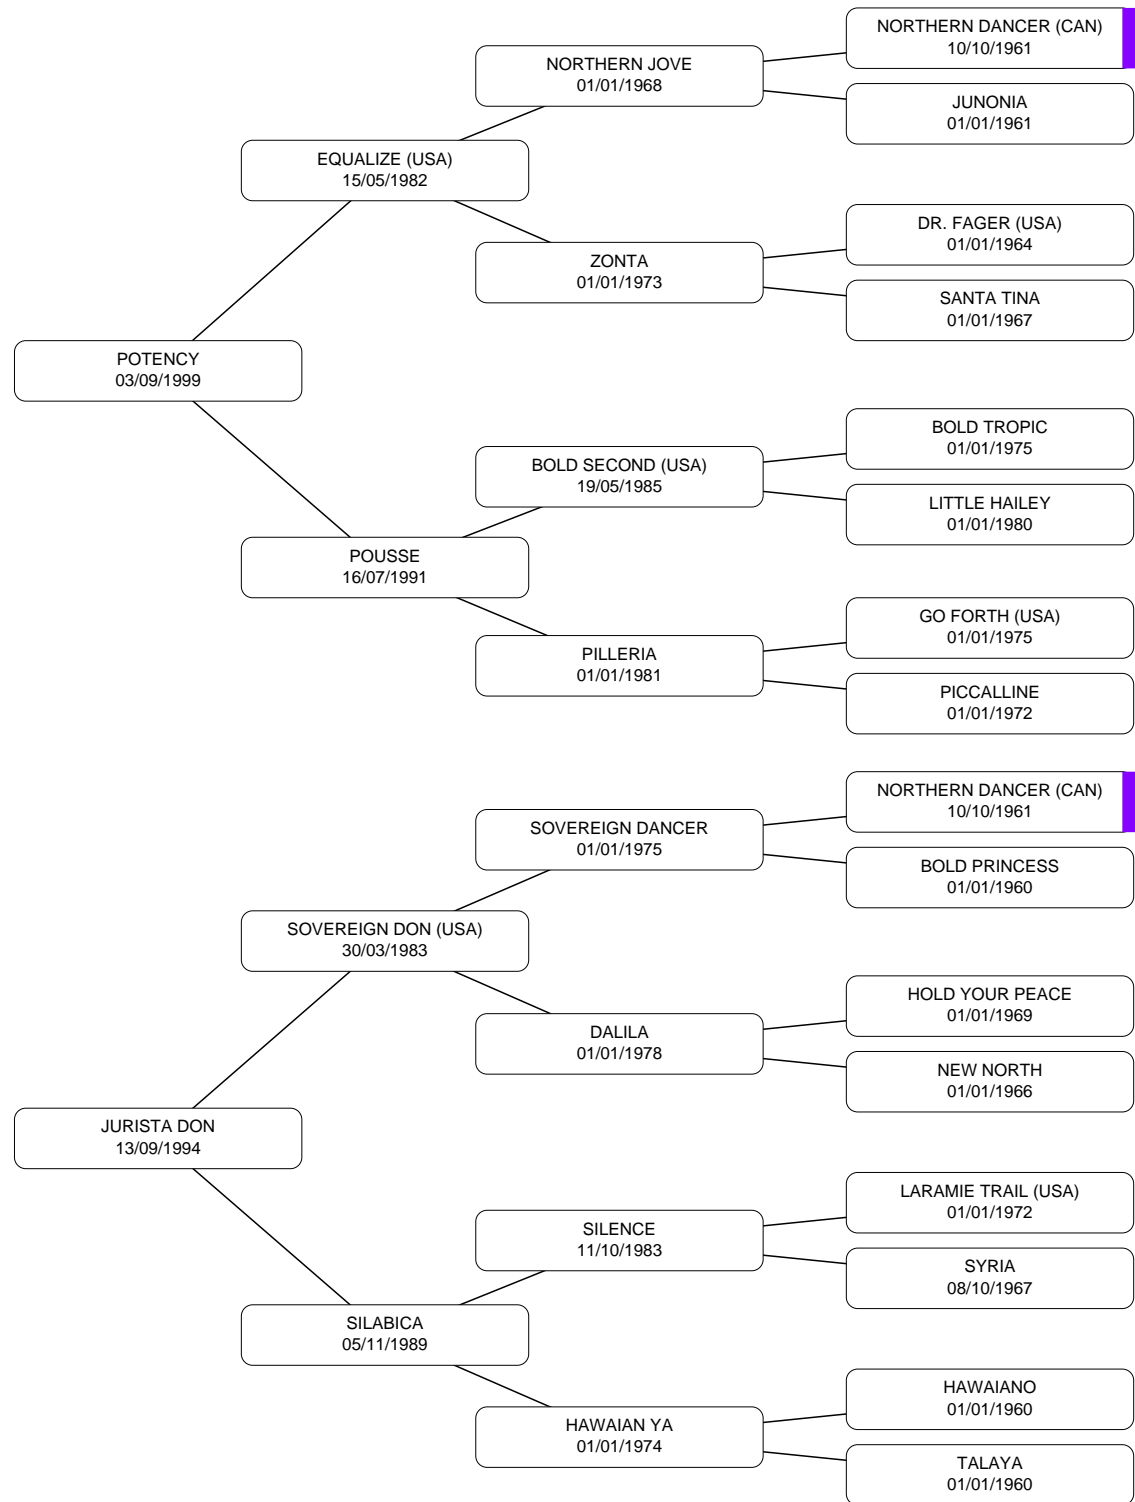 NORTHERN DANCER (CAN)
10/10/1961
NORTHERN JOVE
01/01/1968
JUNONIA
01/01/1961
EQUALIZE (USA)
15/05/1982
DR. FAGER (USA)
01/01/1964
ZONTA
01/01/1973
SANTA TINA
01/01/1967
POTENCY
03/09/1999
BOLD TROPIC
01/01/1975
BOLD SECOND (USA)
19/05/1985
LITTLE HAILEY
01/01/1980
POUSSE
16/07/1991
GO FORTH (USA)
01/01/1975
PILLERIA
01/01/1981
PICCALLINE
01/01/1972
NORTHERN DANCER (CAN)
10/10/1961
SOVEREIGN DANCER
01/01/1975
BOLD PRINCESS
01/01/1960
SOVEREIGN DON (USA)
30/03/1983
HOLD YOUR PEACE
01/01/1969
DALILA
01/01/1978
NEW NORTH
01/01/1966
JURISTA DON
13/09/1994
LARAMIE TRAIL (USA)
01/01/1972
SILENCE
11/10/1983
SYRIA
08/10/1967
SILABICA
05/11/1989
HAWAIANO
01/01/1960
HAWAIAN YA
01/01/1974
TALAYA
01/01/1960